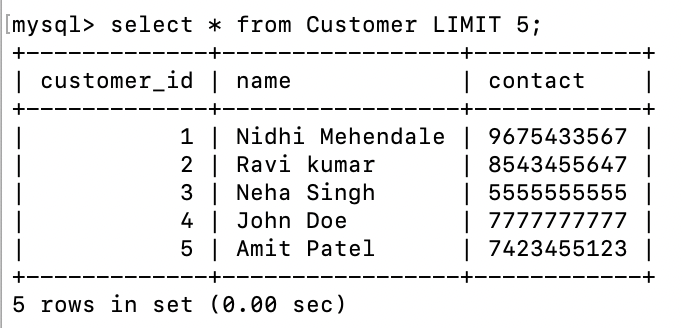 mysql> select * from Customer LIMIT 5;
+-------------+-----------------+------------+
| customer_id | name            | contact    |
+-------------+-----------------+------------+
|           1 | Nidhi Mehendale | 9675433567 |
|           2 | Ravi kumar      | 8543455647 |
|           3 | Neha Singh      | 5555555555 |
|           4 | John Doe        | 7777777777 |
|           5 | Amit Patel      | 7423455123 |
+-------------+-----------------+------------+
5 rows in set (0.00 sec)